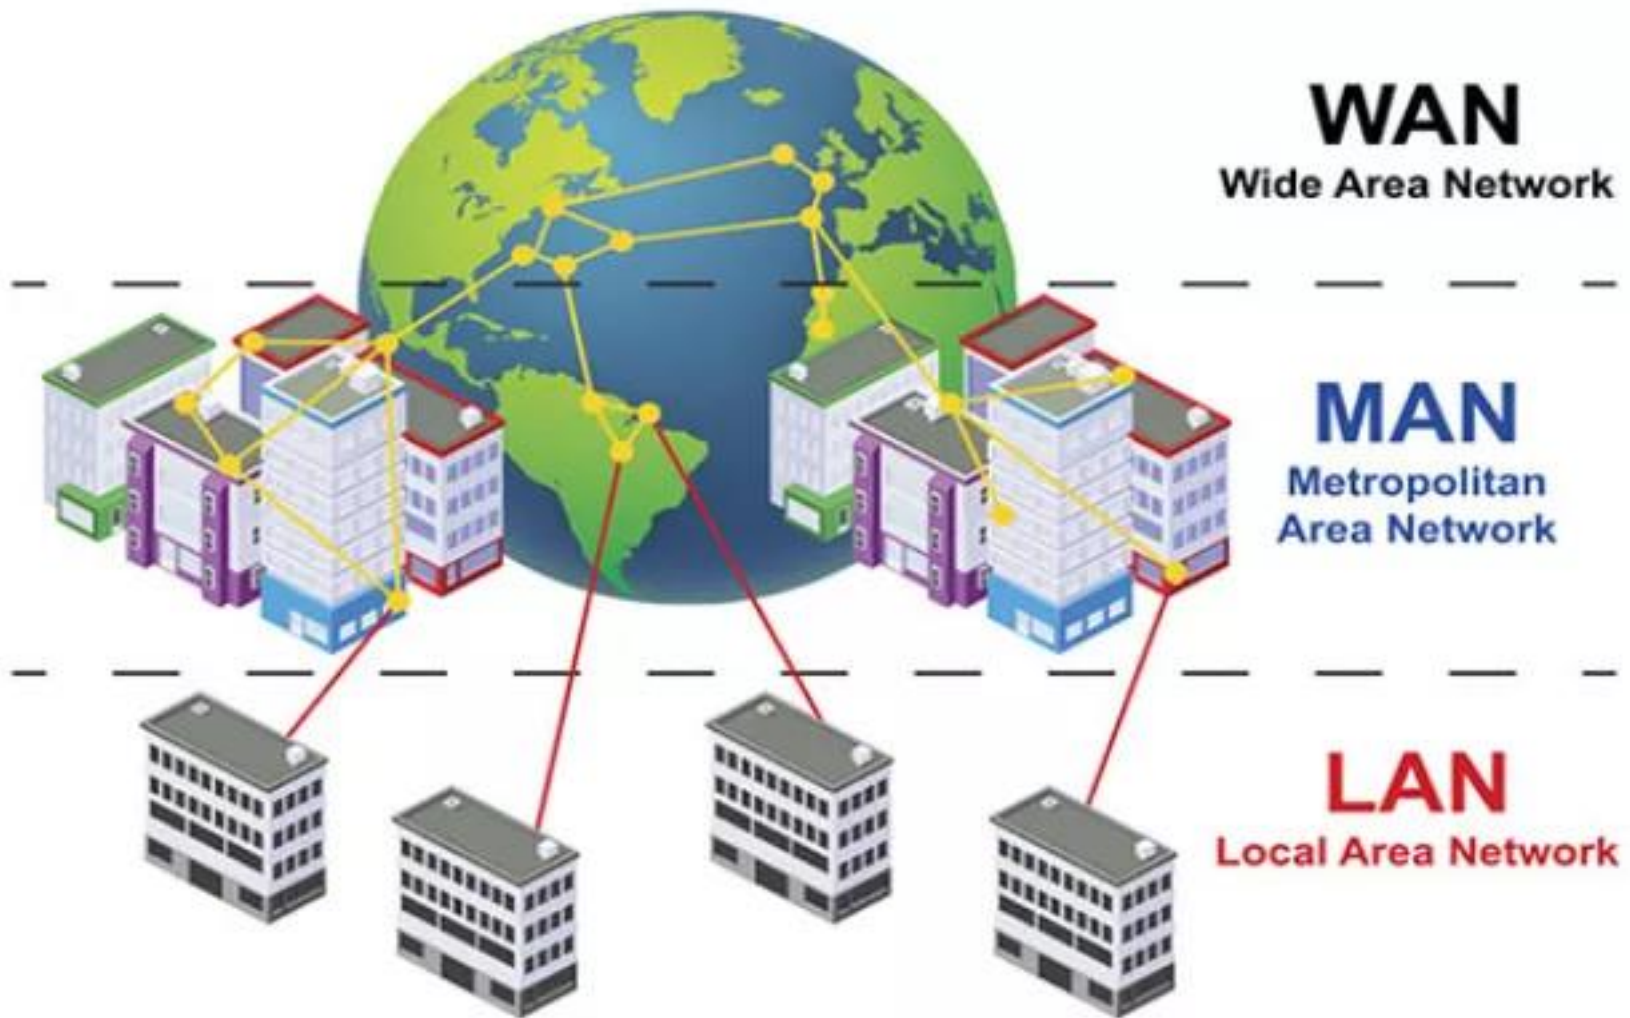 WAN
Wide Area Network
MAN
Metropolitan
Area Network
LAN
Local Area Network